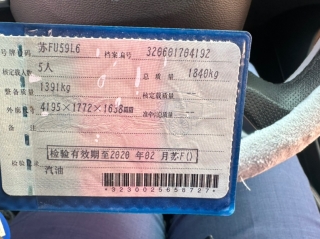 号牌号码 苏FU59L6 档案编号 320601704192
核定载人数 5人 总质量 1840kg
整备质量 1391kg 核定载质量 --
外廓尺寸 4195×1772×1638mm 准牵引总质量 --
备注
检验记录 检验有效期至2020年02月苏F()
汽油
*3230025658727*